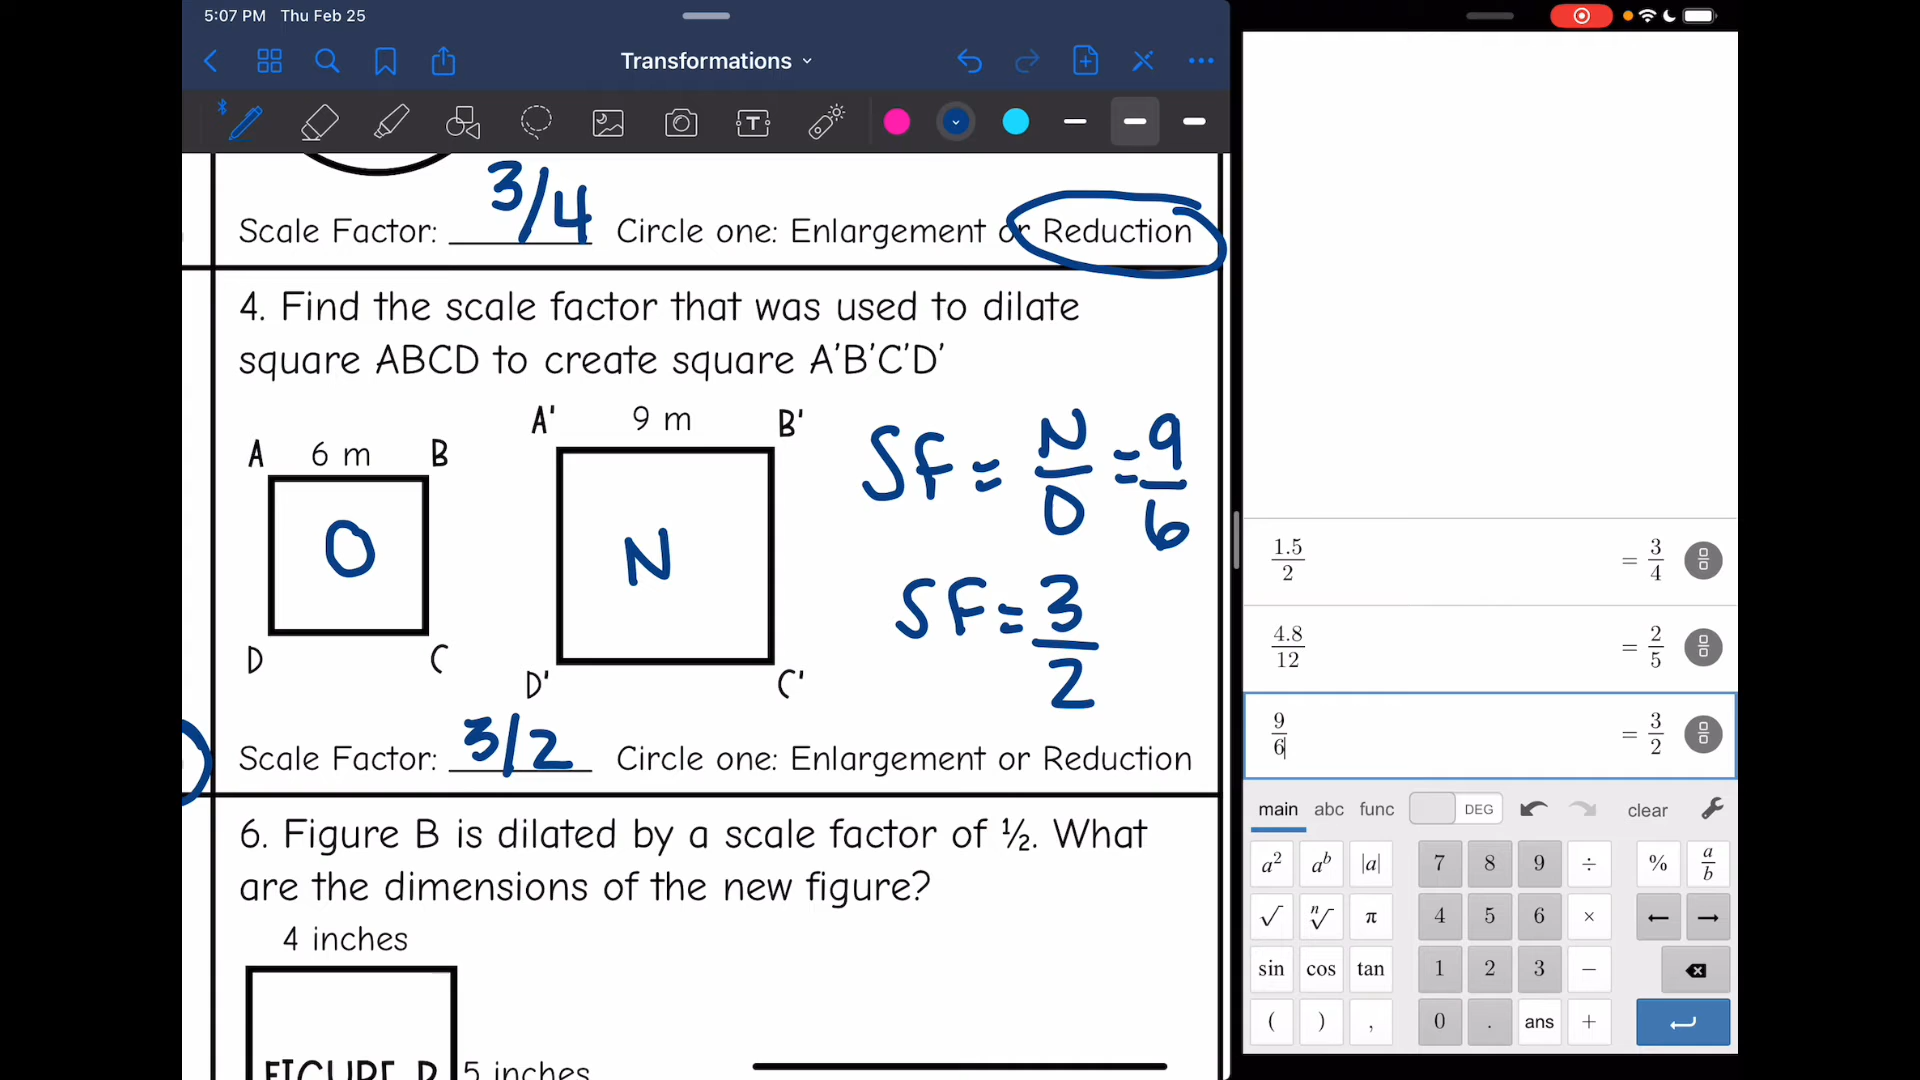 5:07 PM Thu Feb 25
Transformations
3/4
Scale Factor: Circle one: Enlargement or Reduction
4. Find the scale factor that was used to dilate
square ABCD to create square A'B'C'D'
A' 9 m B'
A 6 m B
O
N
D C
D' C'
SF = N/O = 9/6
SF = 3/2
3/2
Scale Factor: Circle one: Enlargement or Reduction
6. Figure B is dilated by a scale factor of ½. What
are the dimensions of the new figure?
4 inches
FIGURE B 5 inches
1.5/2 = 3/4
4.8/12 = 2/5
9/6 = 3/2
main abc func DEG clear
a² aᵇ |a| 7 8 9 ÷ % a/b
√ ⁿ√ π 4 5 6 × ← →
sin cos tan 1 2 3 −
( ) , 0 . ans +